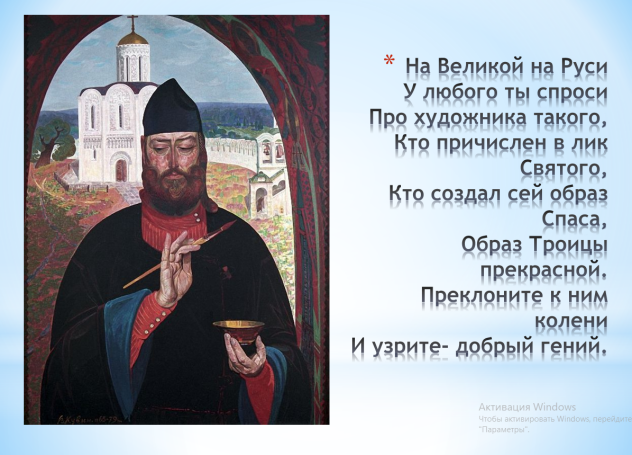 * На Великой на Руси
У любого ты спроси
Про художника такого,
Кто причислен в лик
Святого,
Кто создал сей образ
Спаса,
Образ Троицы
прекрасной.
Преклоните к ним
колени
И узрите- добрый гений.
Активация Windows
Чтобы активировать Windows, перейдите
"Параметры".